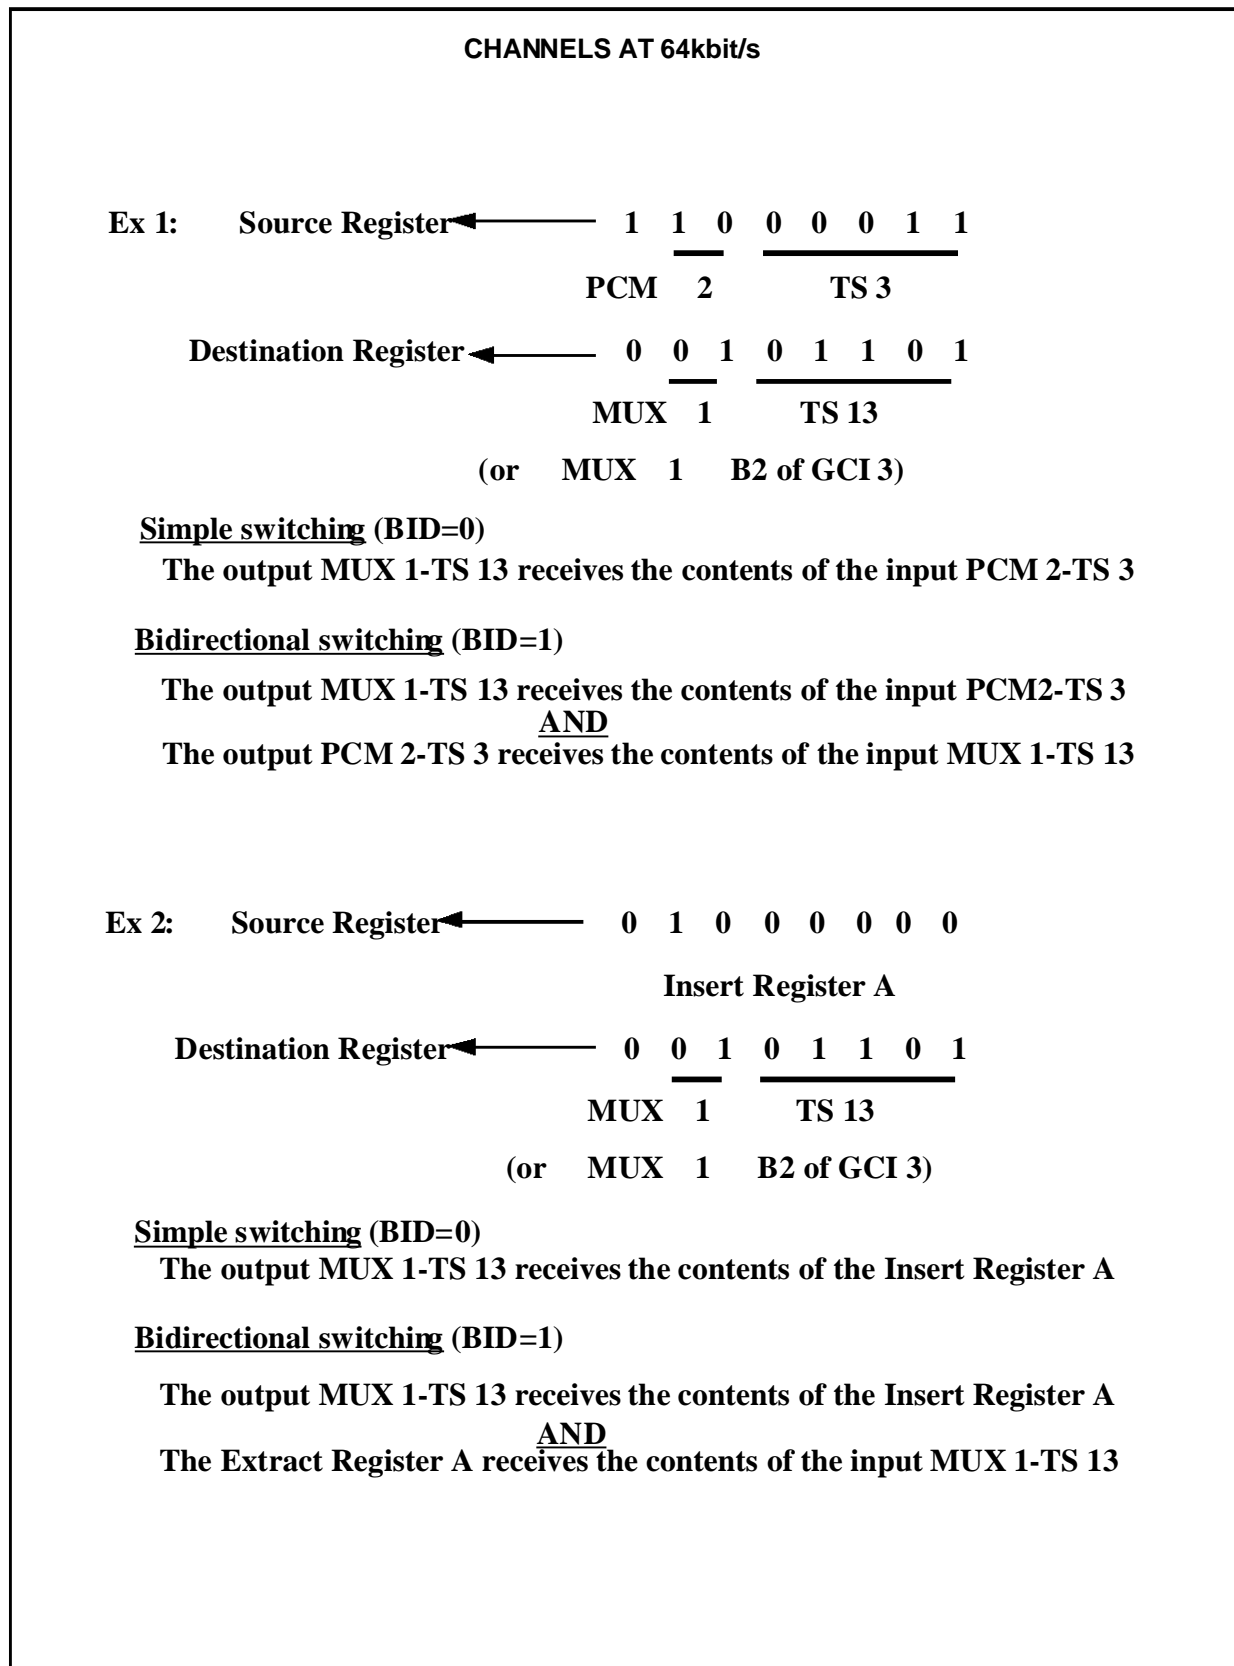 CHANNELS AT 64kbit/s
Ex 1: Source Register 1 1 0 0 0 0 1 1
PCM 2 TS 3
Destination Register 0 0 1 0 1 1 0 1
MUX 1 TS 13
(or MUX 1 B2 of GCI 3)
Simple switching (BID=0)
The output MUX 1-TS 13 receives the contents of the input PCM 2-TS 3
Bidirectional switching (BID=1)
The output MUX 1-TS 13 receives the contents of the input PCM2-TS 3
AND
The output PCM 2-TS 3 receives the contents of the input MUX 1-TS 13
Ex 2: Source Register 0 1 0 0 0 0 0 0
Insert Register A
Destination Register 0 0 1 0 1 1 0 1
MUX 1 TS 13
(or MUX 1 B2 of GCI 3)
Simple switching (BID=0)
The output MUX 1-TS 13 receives the contents of the Insert Register A
Bidirectional switching (BID=1)
The output MUX 1-TS 13 receives the contents of the Insert Register A
AND
The Extract Register A receives the contents of the input MUX 1-TS 13